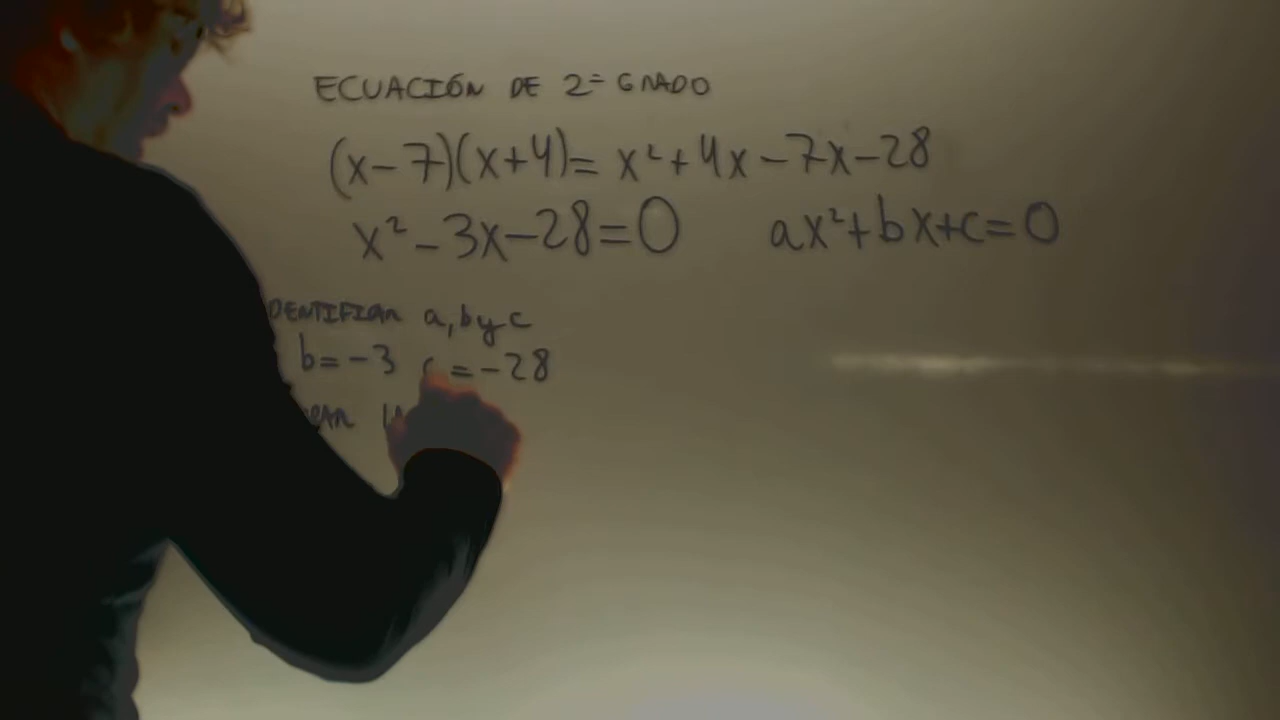 ECUACIÓN DE 2º GRADO
(x-7)(x+4)= x²+4x-7x-28
x²-3x-28=0 ax²+bx+c=0
a,b y c
b=-3 c=-28